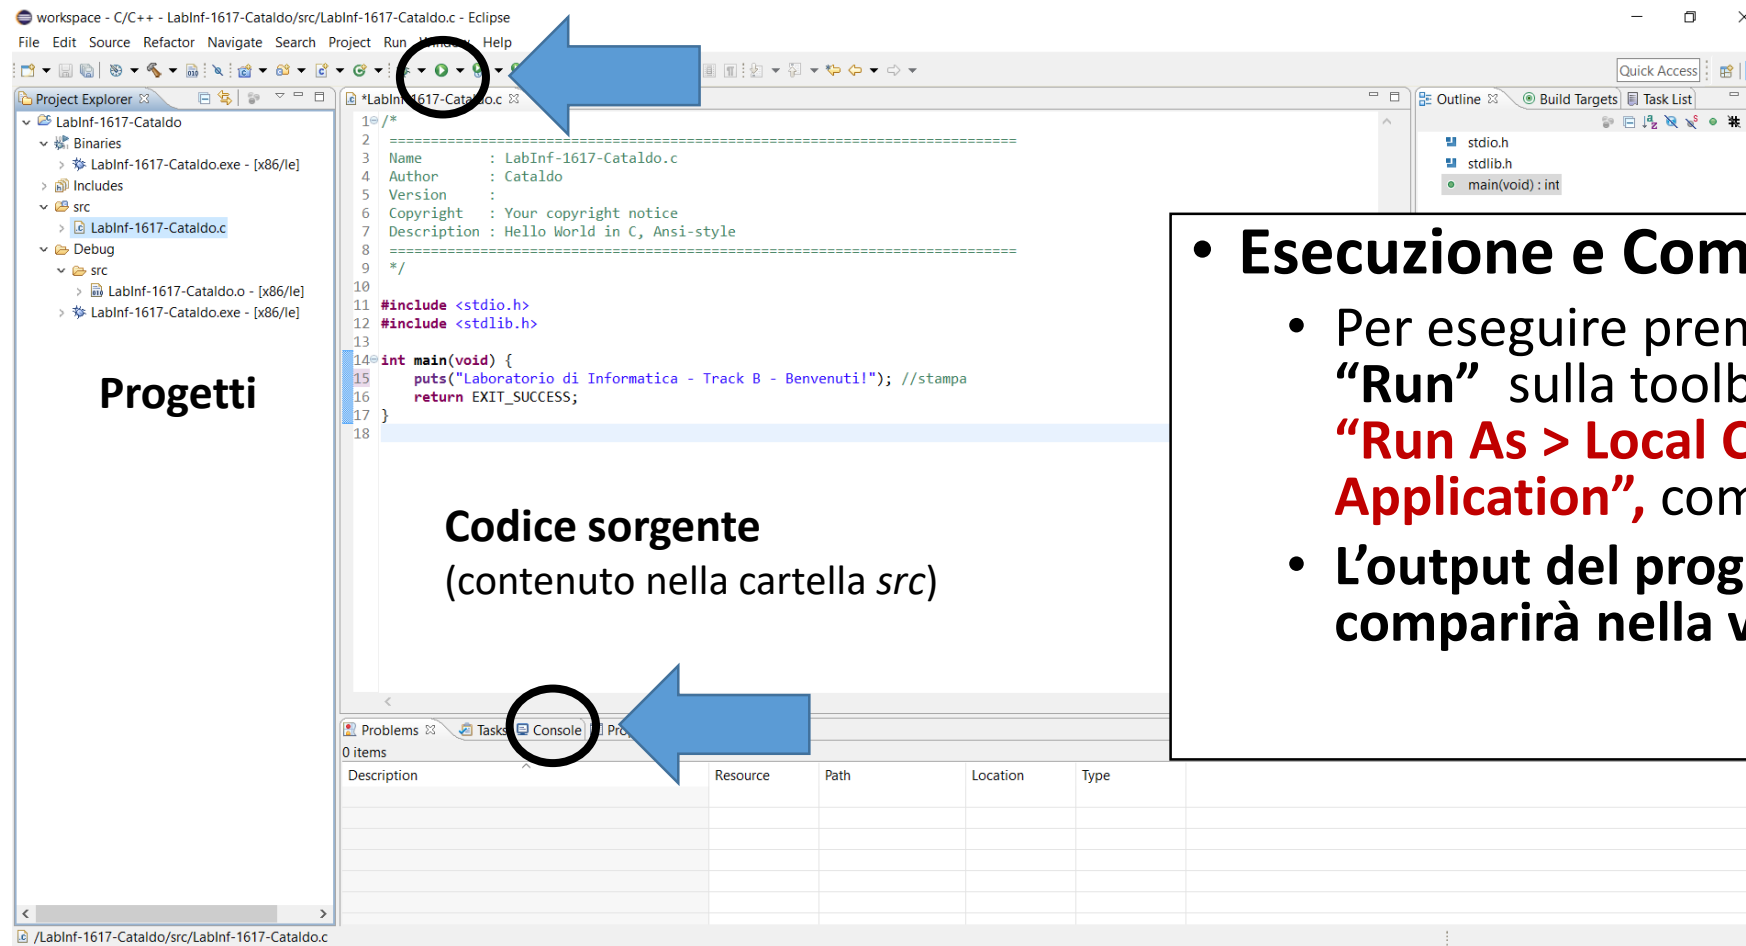 workspace - C/C++ - LabInf-1617-Cataldo/src/LabInf-1617-Cataldo.c - Eclipse
File Edit Source Refactor Navigate Search Project Run Window Help
Quick Access
Project Explorer
LabInf-1617-Cataldo
Binaries
LabInf-1617-Cataldo.exe - [x86/le]
Includes
src
LabInf-1617-Cataldo.c
Debug
src
LabInf-1617-Cataldo.o - [x86/le]
LabInf-1617-Cataldo.exe - [x86/le]
Progetti
*LabInf-1617-Cataldo.c
1 /*
2 ============================================================================
3 Name : LabInf-1617-Cataldo.c
4 Author : Cataldo
5 Version :
6 Copyright : Your copyright notice
7 Description : Hello World in C, Ansi-style
8 ============================================================================
9 */
10
11 #include <stdio.h>
12 #include <stdlib.h>
13
14 int main(void) {
15 puts("Laboratorio di Informatica - Track B - Benvenuti!"); //stampa
16 return EXIT_SUCCESS;
17 }
18
Codice sorgente
(contenuto nella cartella src)
Outline Build Targets Task List
stdio.h
stdlib.h
main(void) : int
• Esecuzione e Com
• Per eseguire pren
“Run” sulla toolb
“Run As > Local C
Application”, com
• L’output del prog
comparirà nella v
Problems Tasks Console
0 items
Description Resource Path Location Type
/LabInf-1617-Cataldo/src/LabInf-1617-Cataldo.c